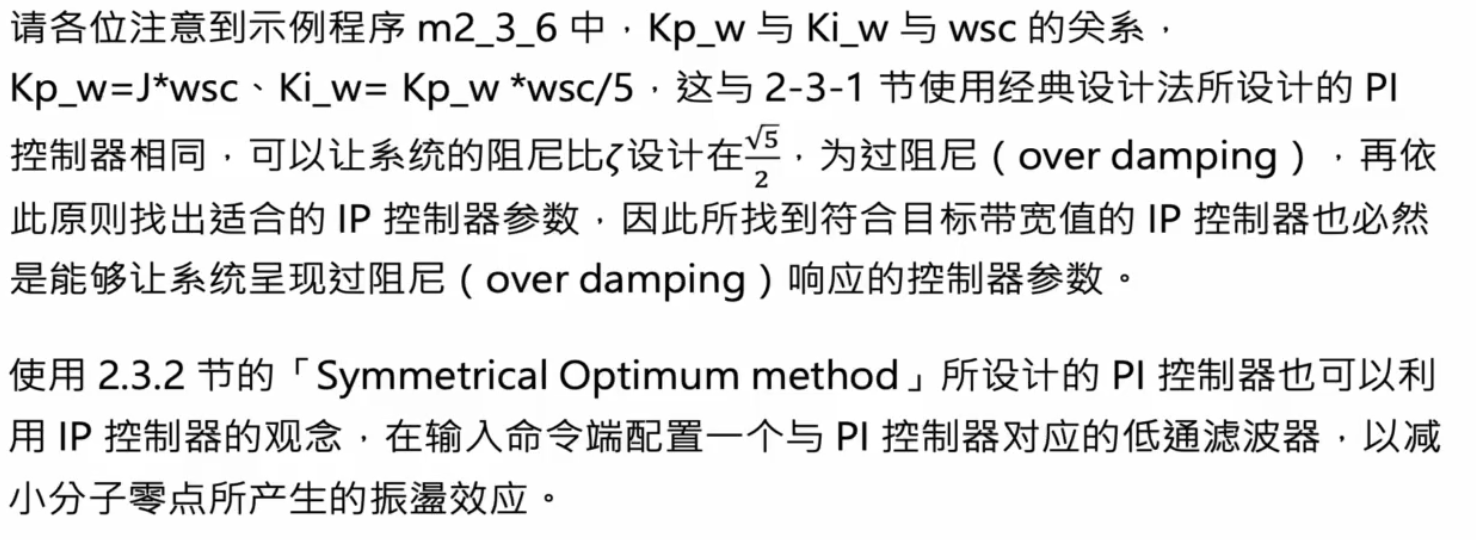 请各位注意到示例程序 m2_3_6 中，Kp_w 与 Ki_w 与 wsc 的关系，
Kp_w=J*wsc、Ki_w= Kp_w *wsc/5，这与 2-3-1 节使用经典设计法所设计的 PI
控制器相同，可以让系统的阻尼比ζ设计在√5/2，为过阻尼（over damping），再依
此原则找出适合的 IP 控制器参数，因此所找到符合目标带宽值的 IP 控制器也必然
是能够让系统呈现过阻尼（over damping）响应的控制器参数。
使用 2.3.2 节的「Symmetrical Optimum method」所设计的 PI 控制器也可以利
用 IP 控制器的观念，在输入命令端配置一个与 PI 控制器对应的低通滤波器，以减
小分子零点所产生的振盪效应。